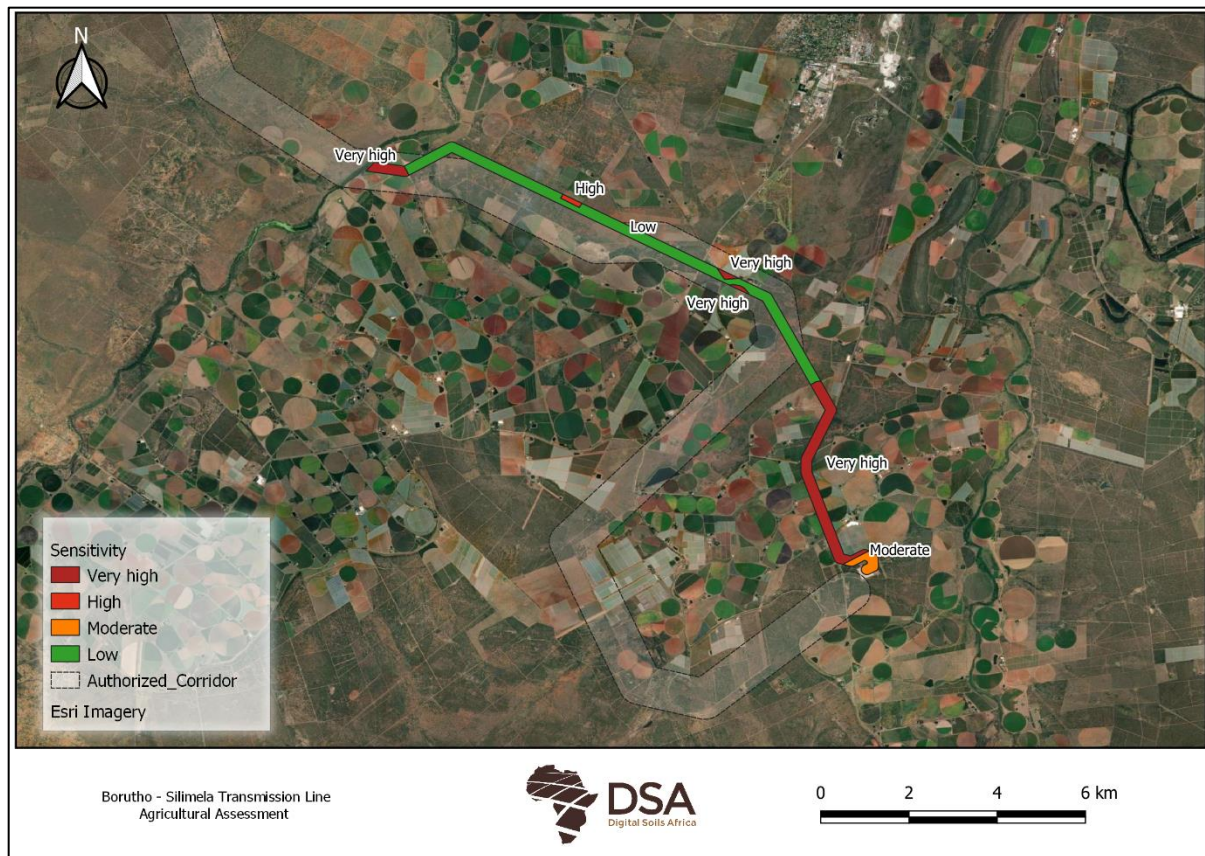 N
Very high
High
Low
Very high
Very high
Very high
Moderate
Sensitivity
Very high
High
Moderate
Low
Authorized_Corridor
Esri Imagery
Borutho - Silimela Transmission Line
Agricultural Assessment
DSA
Digital Soils Africa
0 2 4 6 km